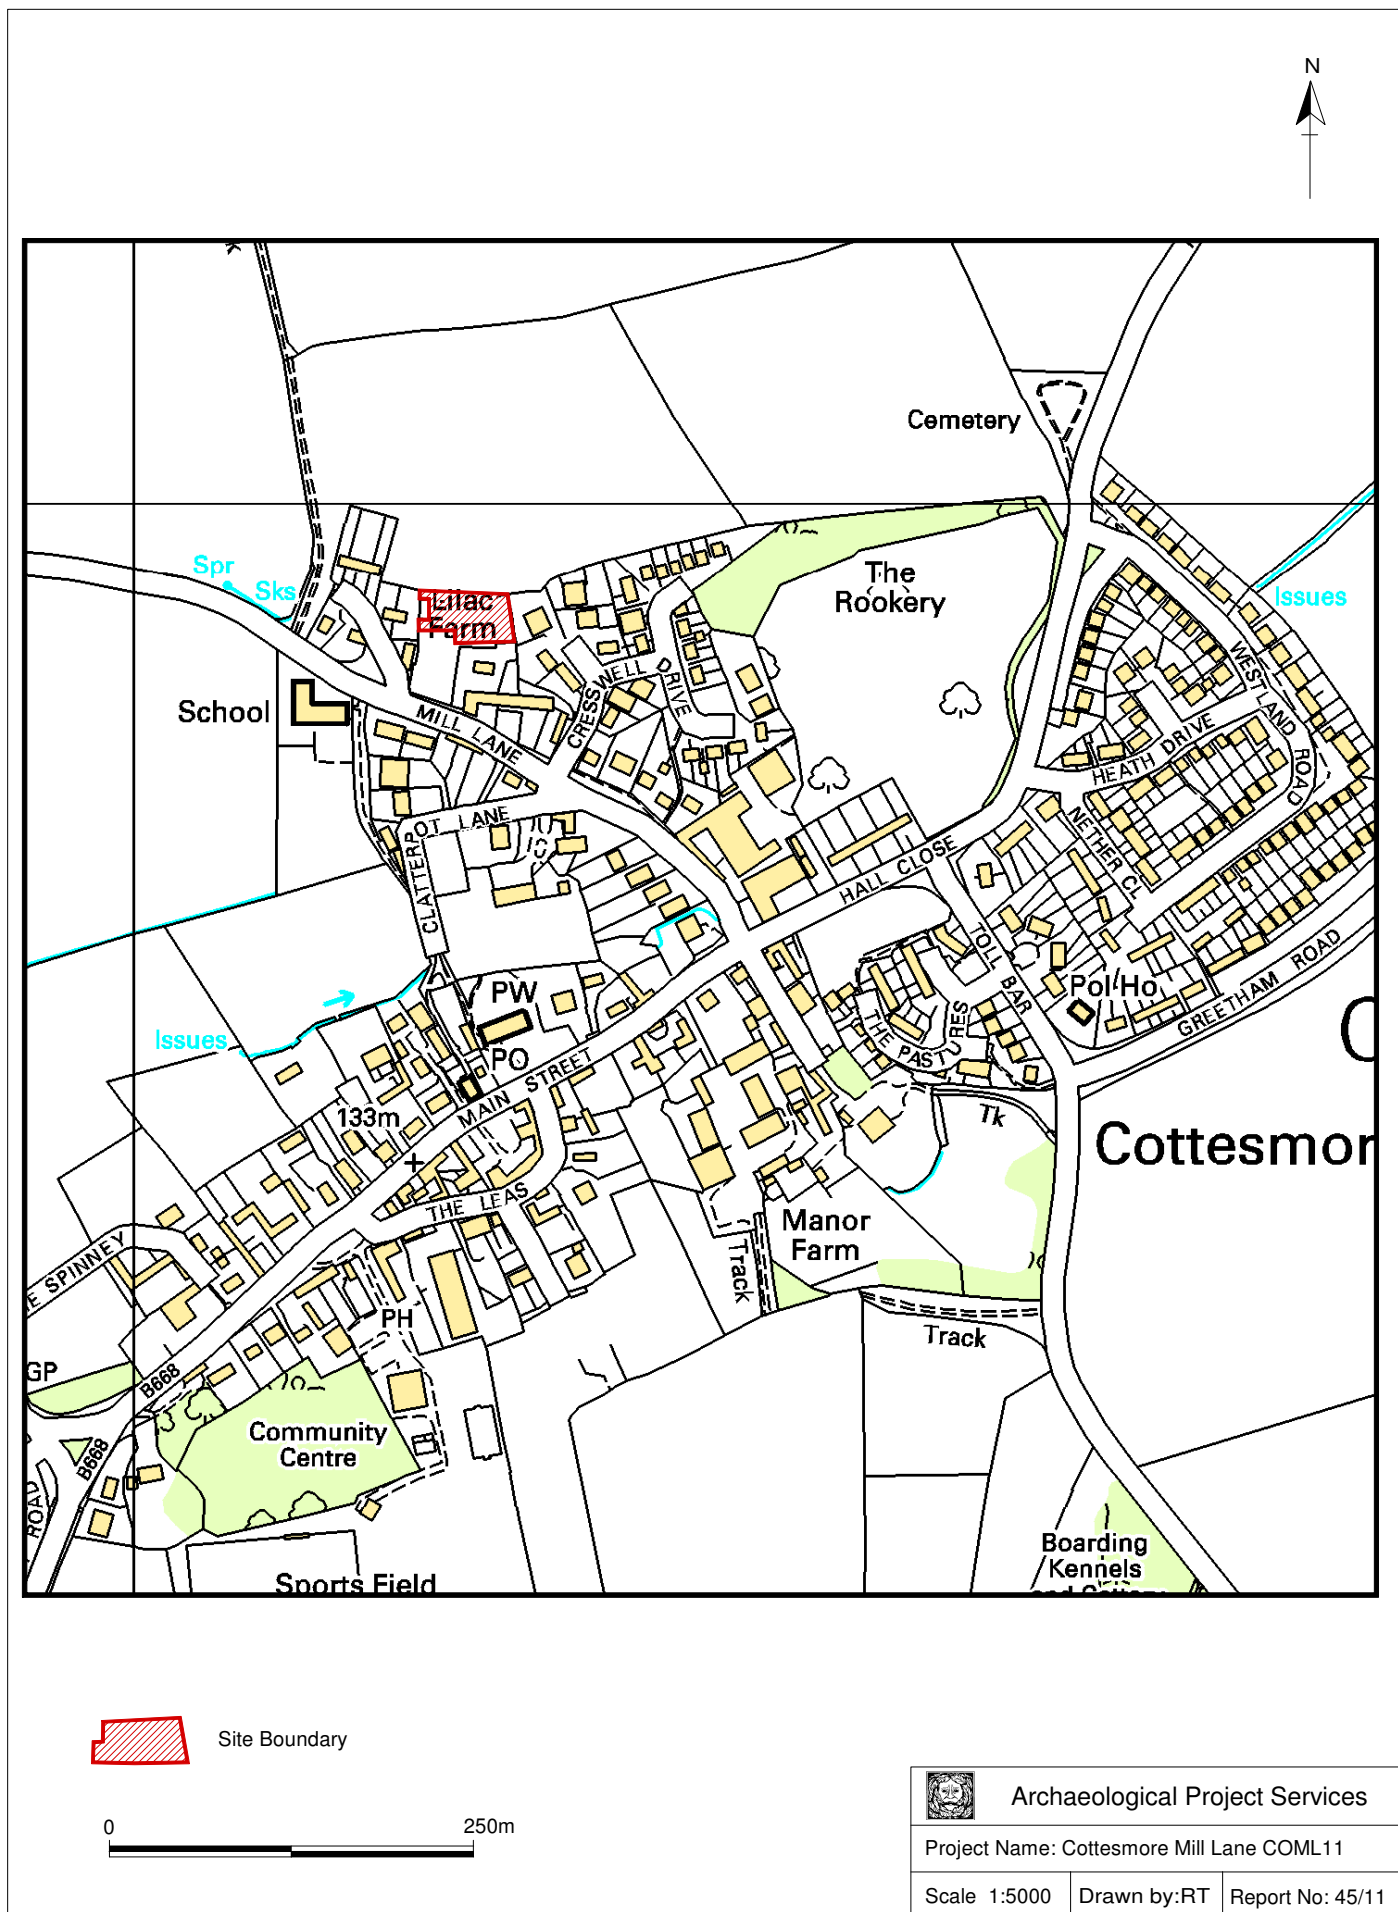 N
Cemetery
Spr
Sks
Issues
The
Rookery
Lilac
Farm
School
MILL LANE
CRESSWELL DRIVE
WESTLAND ROAD
HEATH DRIVE
NETHER CL
CLATTERPOT LANE
HALL CLOSE
TOLL BAR
Pol Ho
GREETHAM ROAD
PW
Issues
PO
THE PASTURES
MAIN STREET
133m
Tk
C
Cottesmor
THE LEAS
Manor
Farm
E SPINNEY
Track
Track
PH
GP
B668
Community
Centre
B668
ROAD
Boarding
Kennels
Sports Field
Site Boundary
0
250m
Archaeological Project Services
Project Name: Cottesmore Mill Lane COML11
Scale 1:5000
Drawn by:RT
Report No: 45/11